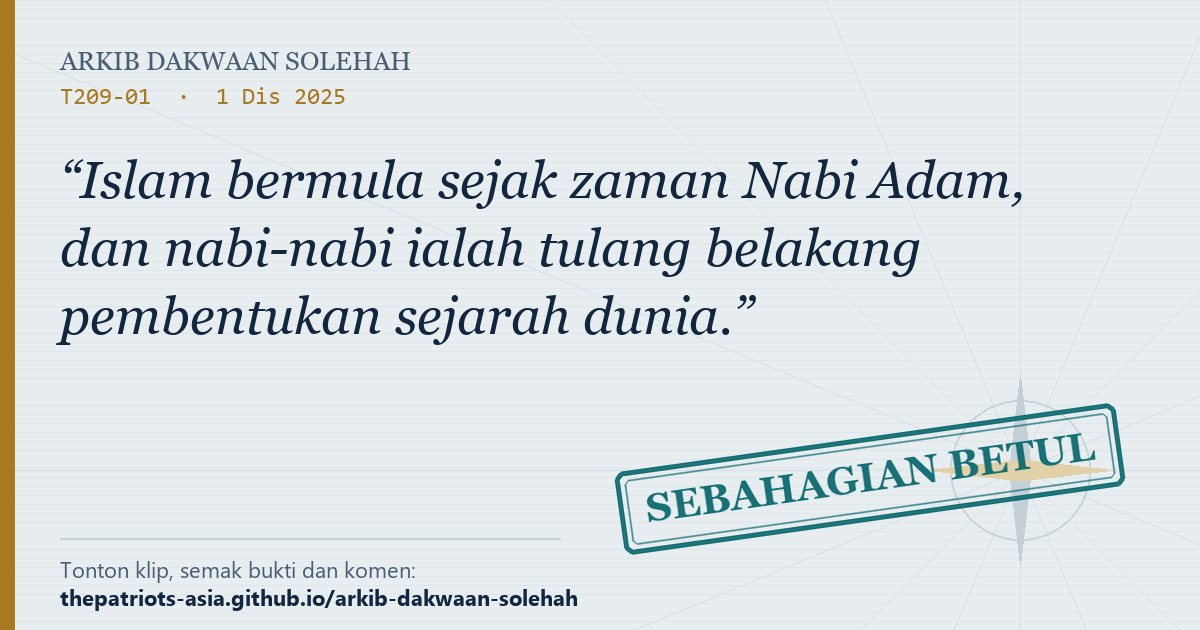 ARKIB DAKWAAN SOLEHAH
T209-01 · 1 Dis 2025
“Islam bermula sejak zaman Nabi Adam,
dan nabi-nabi ialah tulang belakang
pembentukan sejarah dunia.”
SEBAHAGIAN BETUL
Tonton klip, semak bukti dan komen:
thepatriots-asia.github.io/arkib-dakwaan-solehah